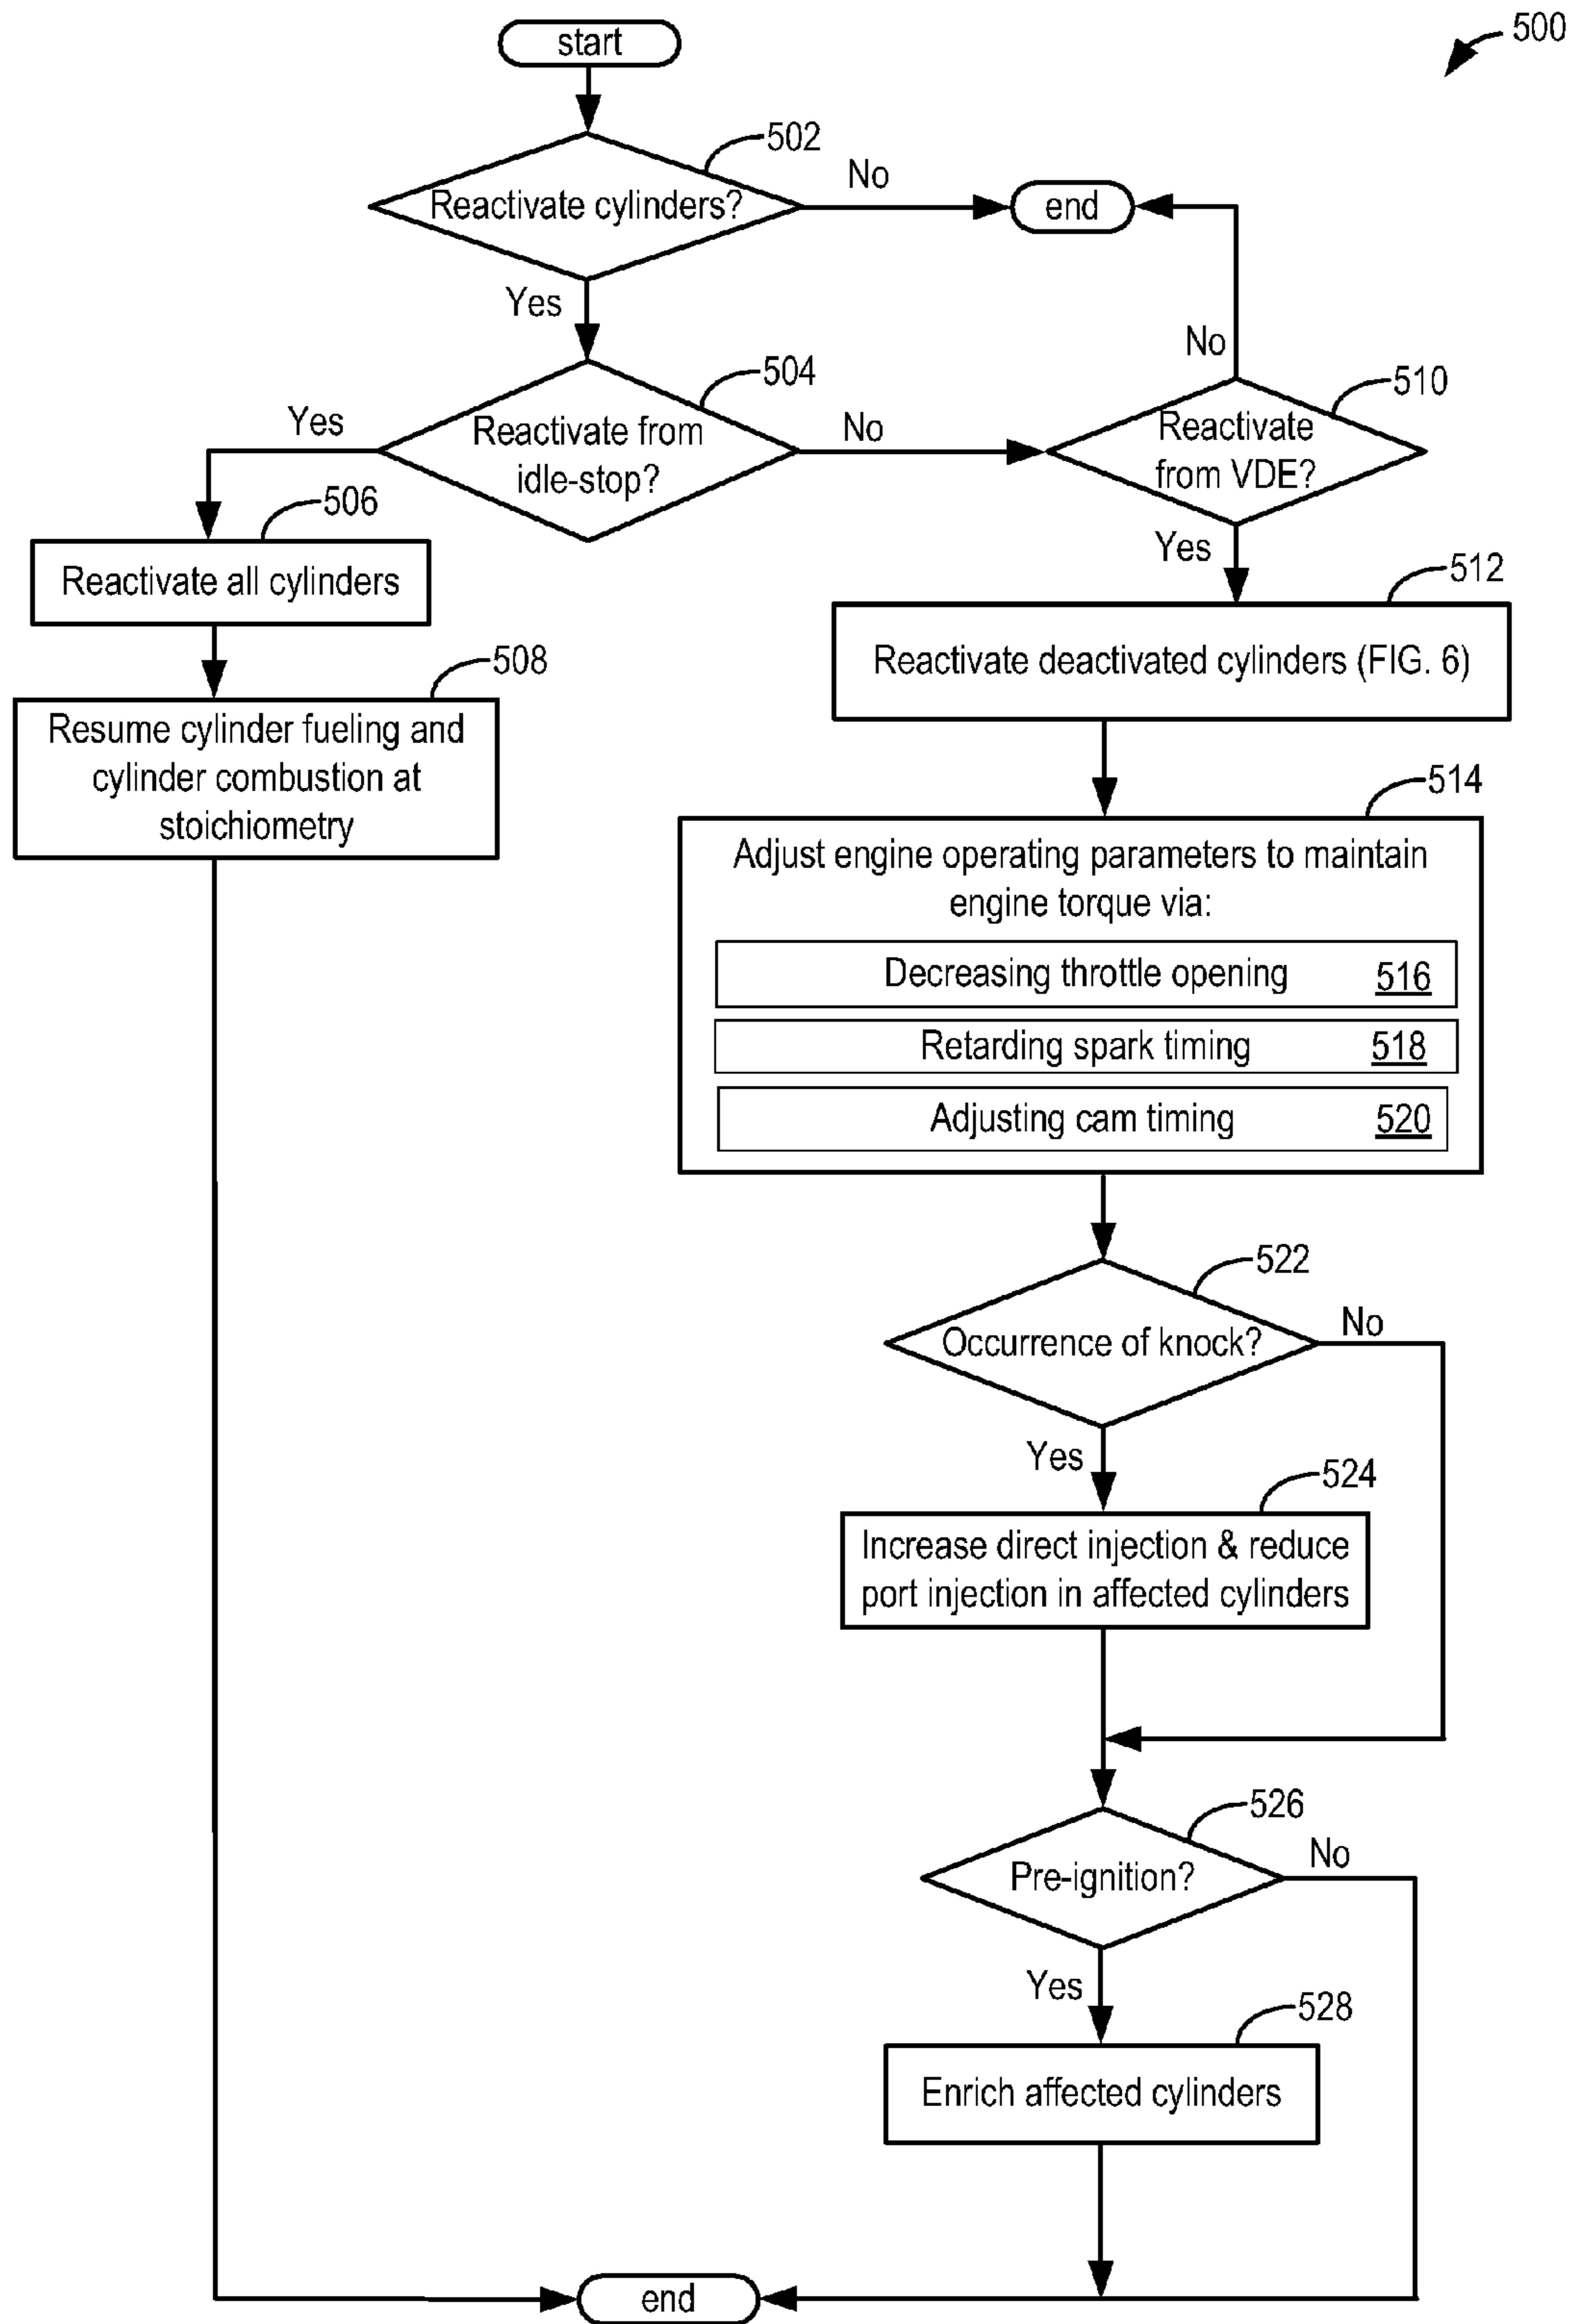 start
500
502
Reactivate cylinders?
No
end
Yes
504
Reactivate from
idle-stop?
Yes
No
No
510
Reactivate
from VDE?
Yes
506
Reactivate all cylinders
508
Resume cylinder fueling and
cylinder combustion at
stoichiometry
512
Reactivate deactivated cylinders (FIG. 6)
514
Adjust engine operating parameters to maintain
engine torque via:
Decreasing throttle opening 516
Retarding spark timing 518
Adjusting cam timing 520
522
Occurrence of knock?
No
Yes
524
Increase direct injection & reduce
port injection in affected cylinders
526
Pre-ignition?
No
Yes
528
Enrich affected cylinders
end